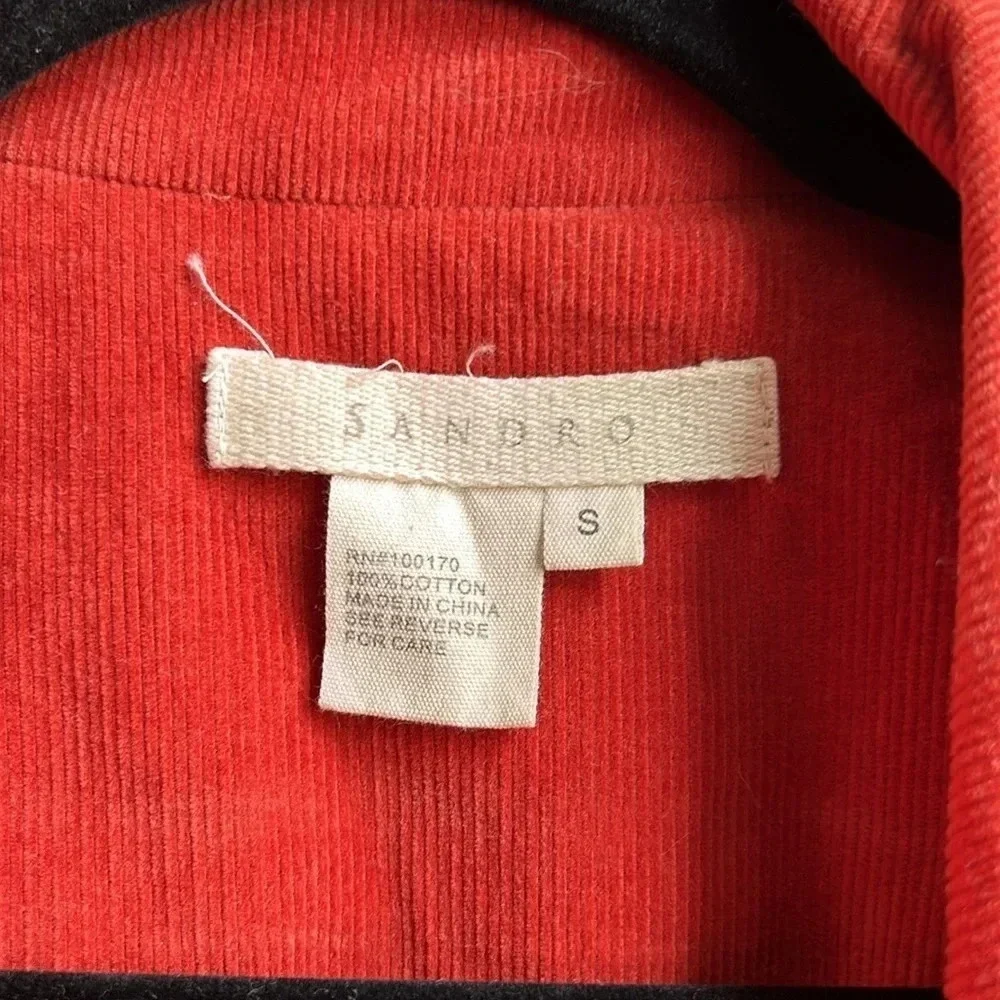 SANDRO
S
RN#100170
100% COTTON
MADE IN CHINA
SEE REVERSE
FOR CARE